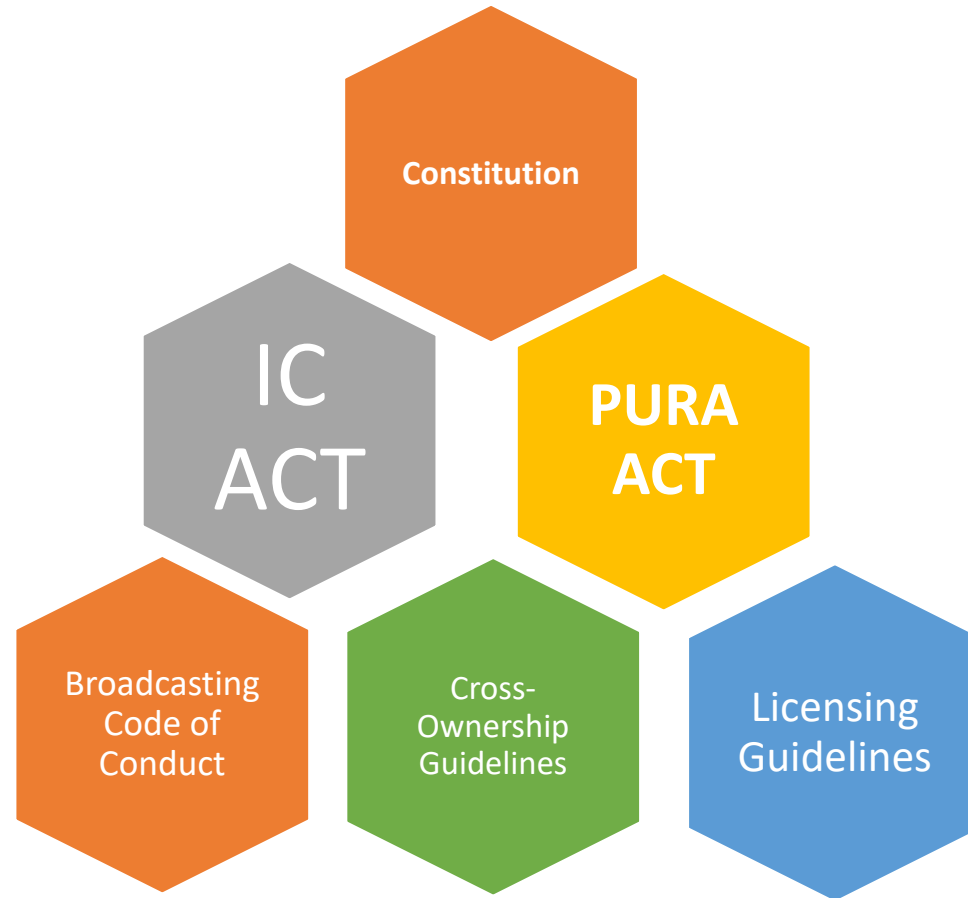 Constitution
IC
ACT
PURA
ACT
Broadcasting
Code of
Conduct
Cross-
Ownership
Guidelines
Licensing
Guidelines